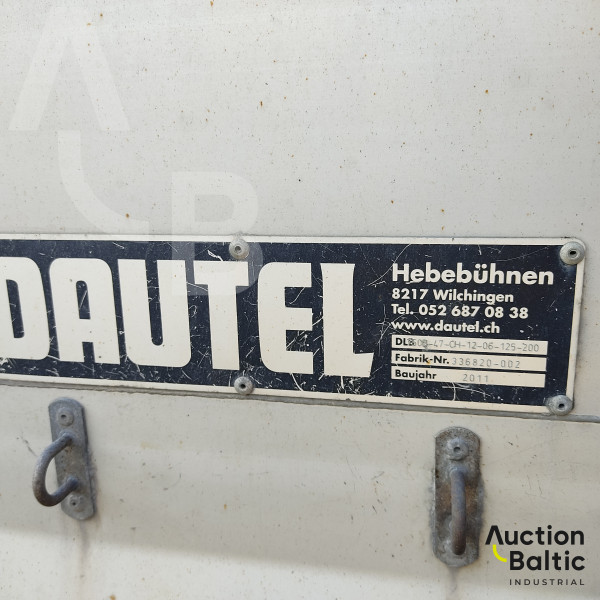 DAUTEL
Hebebühnen
8217 Wilchingen
Tel. 052 687 08 38
www.dautel.ch
Fabrik-Nr. 336820-002
Baujahr 2011
Auction
Baltic
INDUSTRIAL
A
B